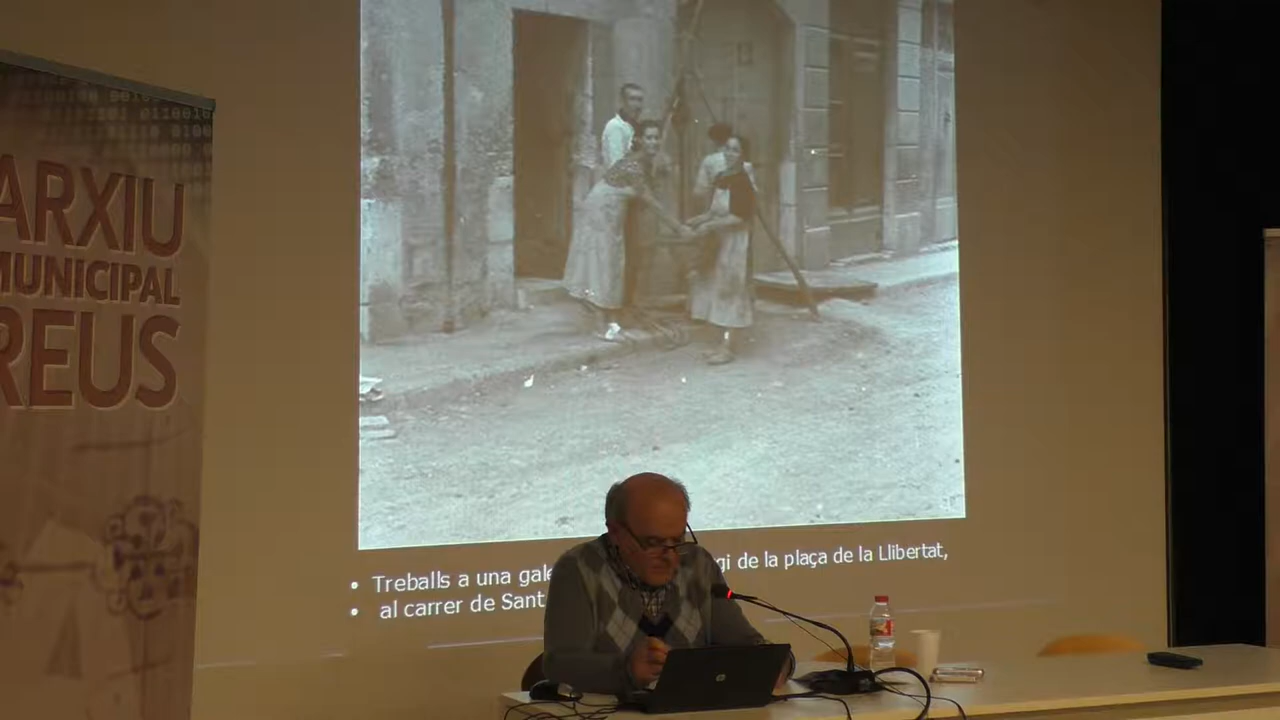 ARXIU
MUNICIPAL
REUS
• Treballs a una gal gi de la plaça de la Llibertat,
• al carrer de Sant